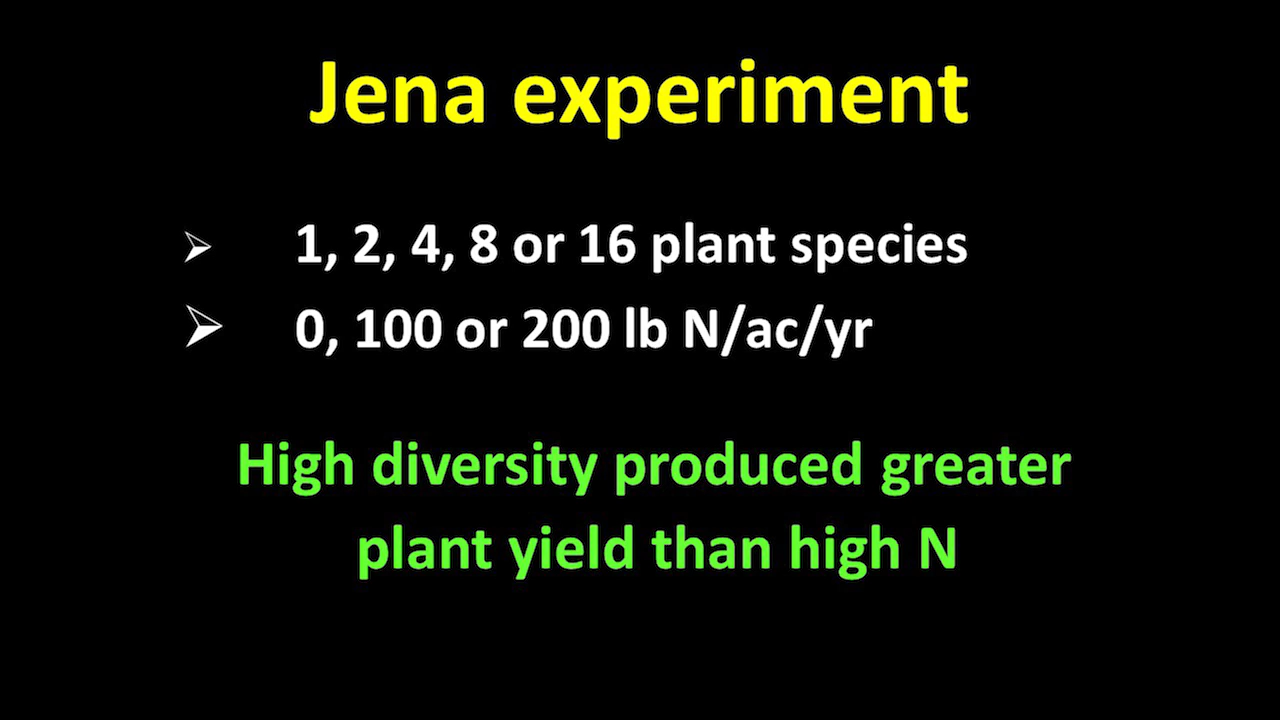 Jena experiment
1, 2, 4, 8 or 16 plant species
0, 100 or 200 lb N/ac/yr
High diversity produced greater
plant yield than high N